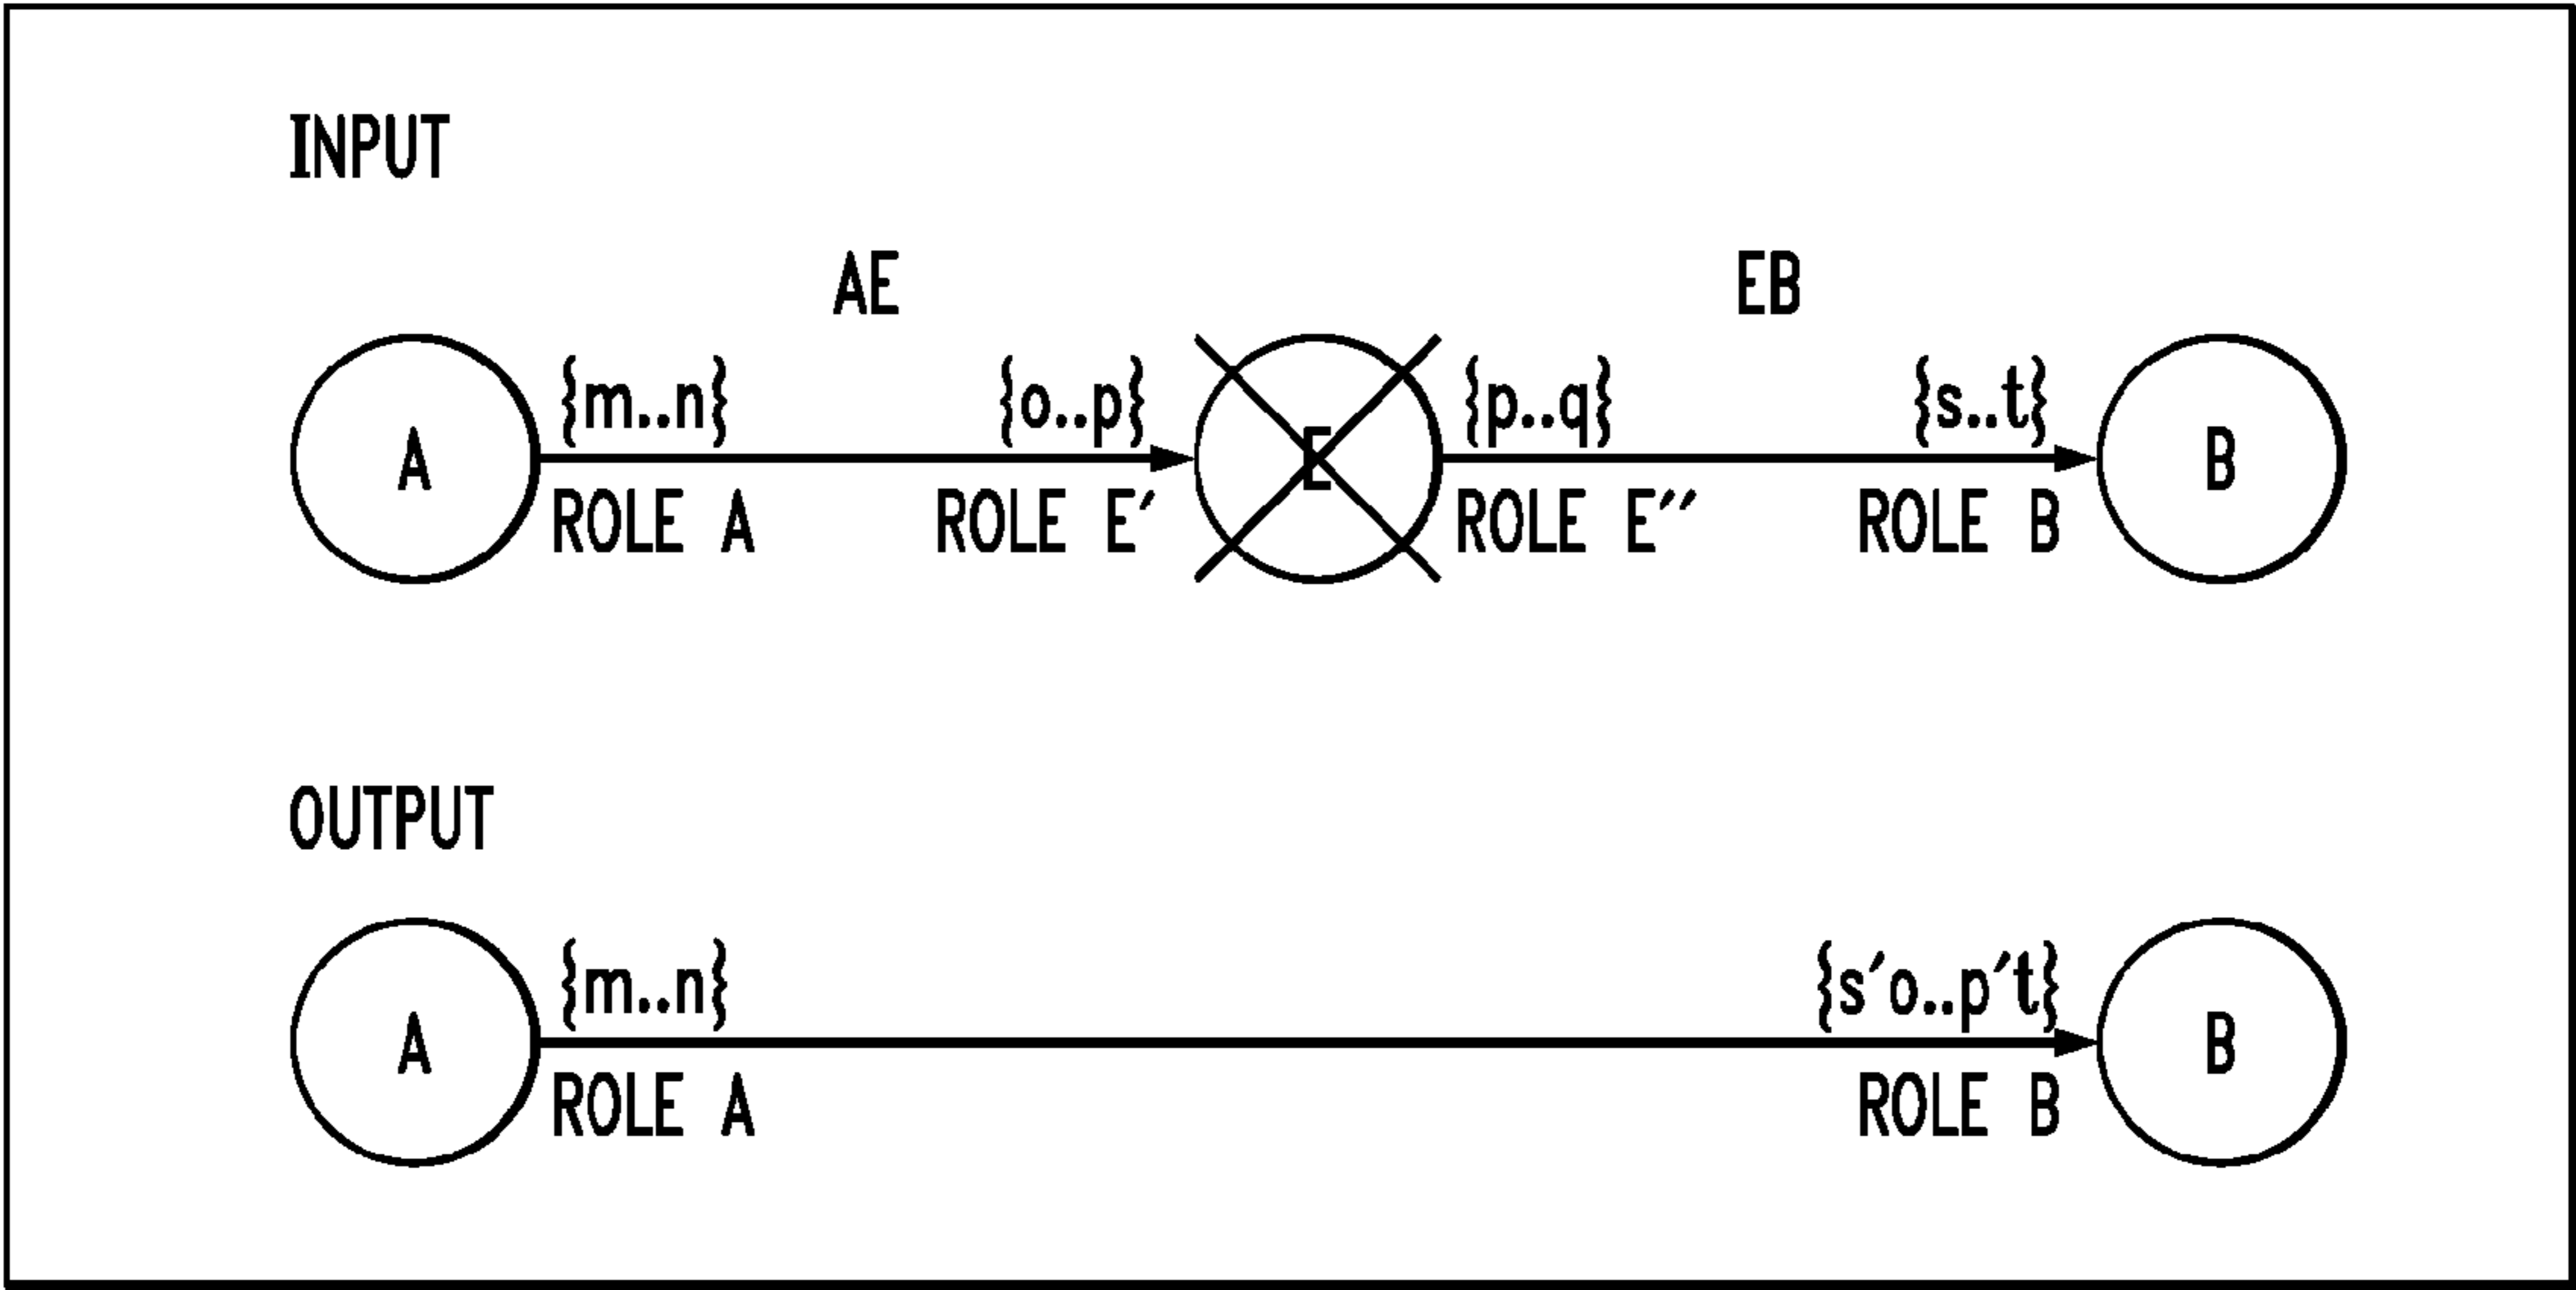 INPUT
AE EB
{m..n} {o..p} {p..q} {s..t}
A E B
ROLE A ROLE E′ ROLE E′′ ROLE B
OUTPUT
{m..n} {s′o..p′t}
A B
ROLE A ROLE B